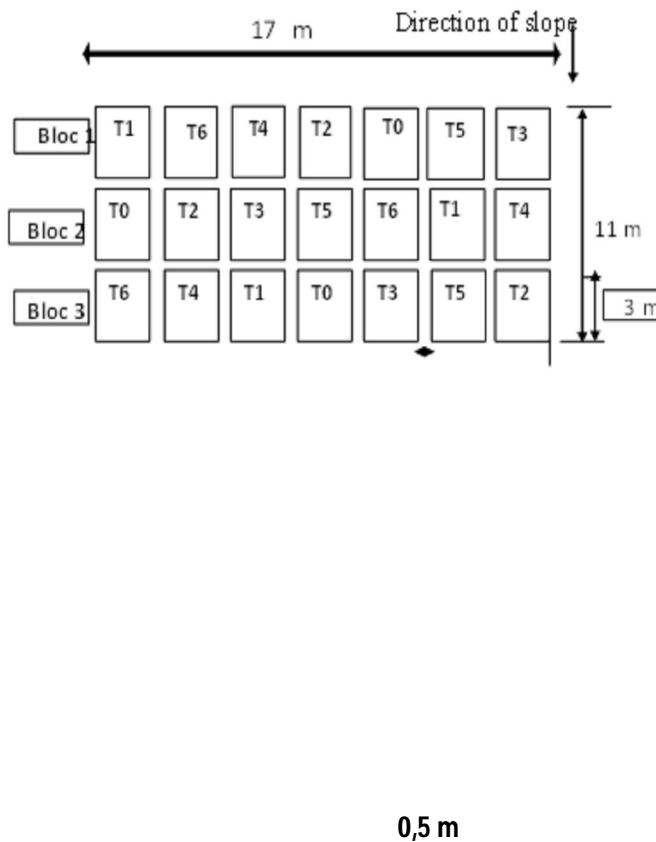 17 m
Direction of slope
Bloc 1 T1 T6 T4 T2 T0 T5 T3
Bloc 2 T0 T2 T3 T5 T6 T1 T4
11 m
Bloc 3 T6 T4 T1 T0 T3 T5 T2
3 m
0,5 m